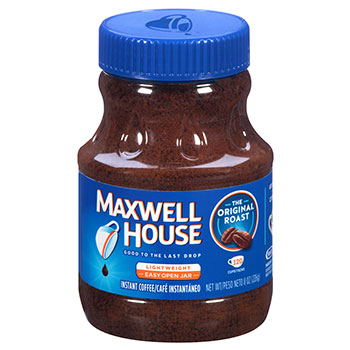 MAXWELL
HOUSE
GOOD TO THE LAST DROP
LIGHTWEIGHT
EASY OPEN JAR
INSTANT COFFEE/CAFÉ INSTANTÁNEO
THE
ORIGINAL
ROAST
120
NET WT/PESO NETO 8 OZ (226g)